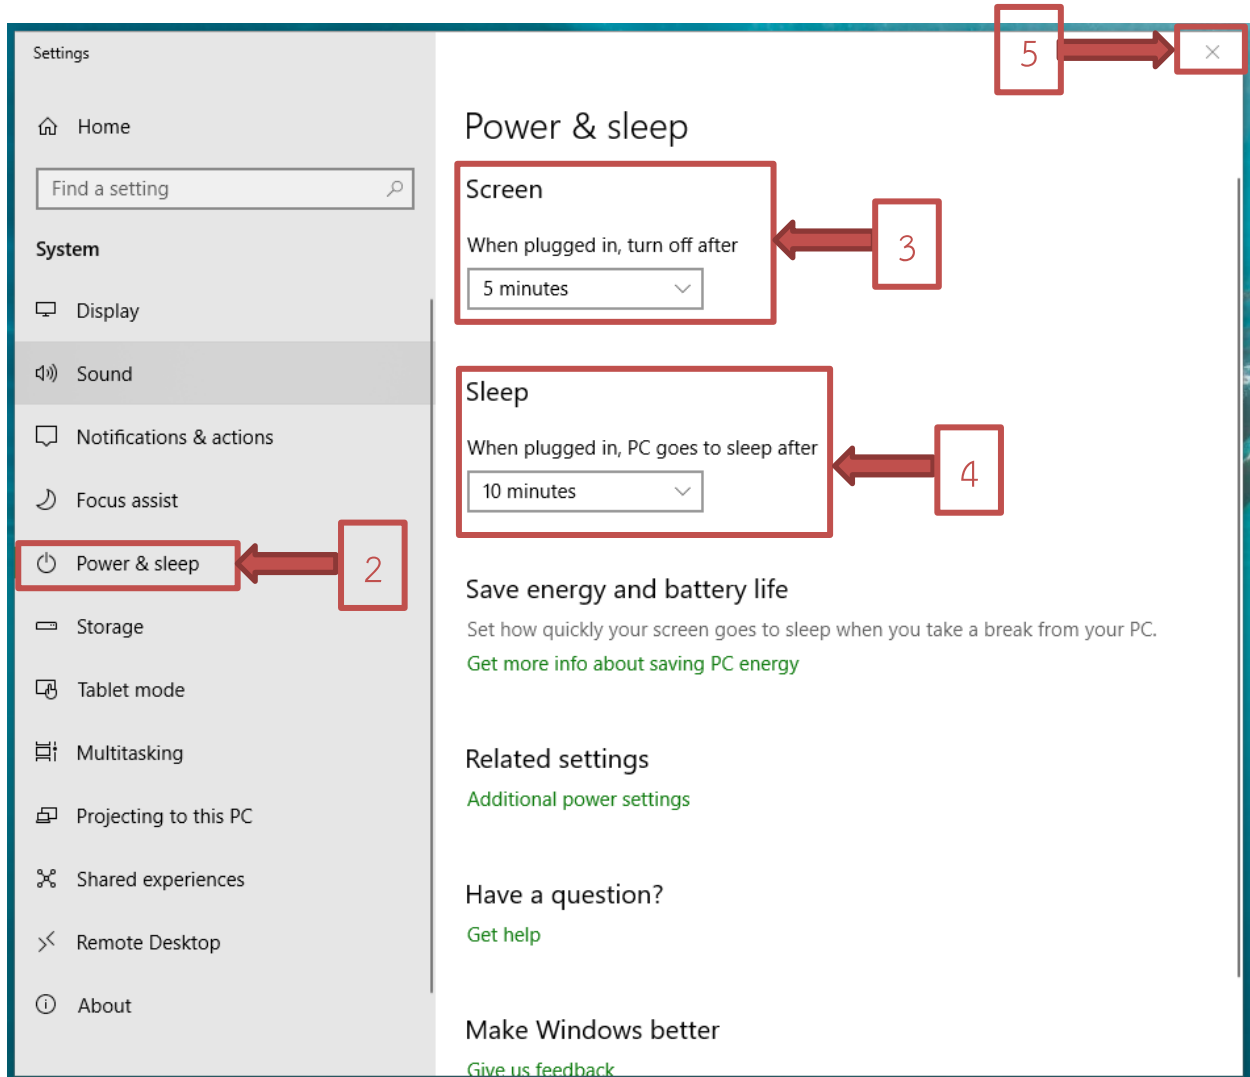 5
Settings
Home
Find a setting
System
Display
Sound
Notifications & actions
Focus assist
Power & sleep
2
Storage
Tablet mode
Multitasking
Projecting to this PC
Shared experiences
Remote Desktop
About
Power & sleep
Screen
When plugged in, turn off after
5 minutes
3
Sleep
When plugged in, PC goes to sleep after
10 minutes
4
Save energy and battery life
Set how quickly your screen goes to sleep when you take a break from your PC.
Get more info about saving PC energy
Related settings
Additional power settings
Have a question?
Get help
Make Windows better
Give us feedback